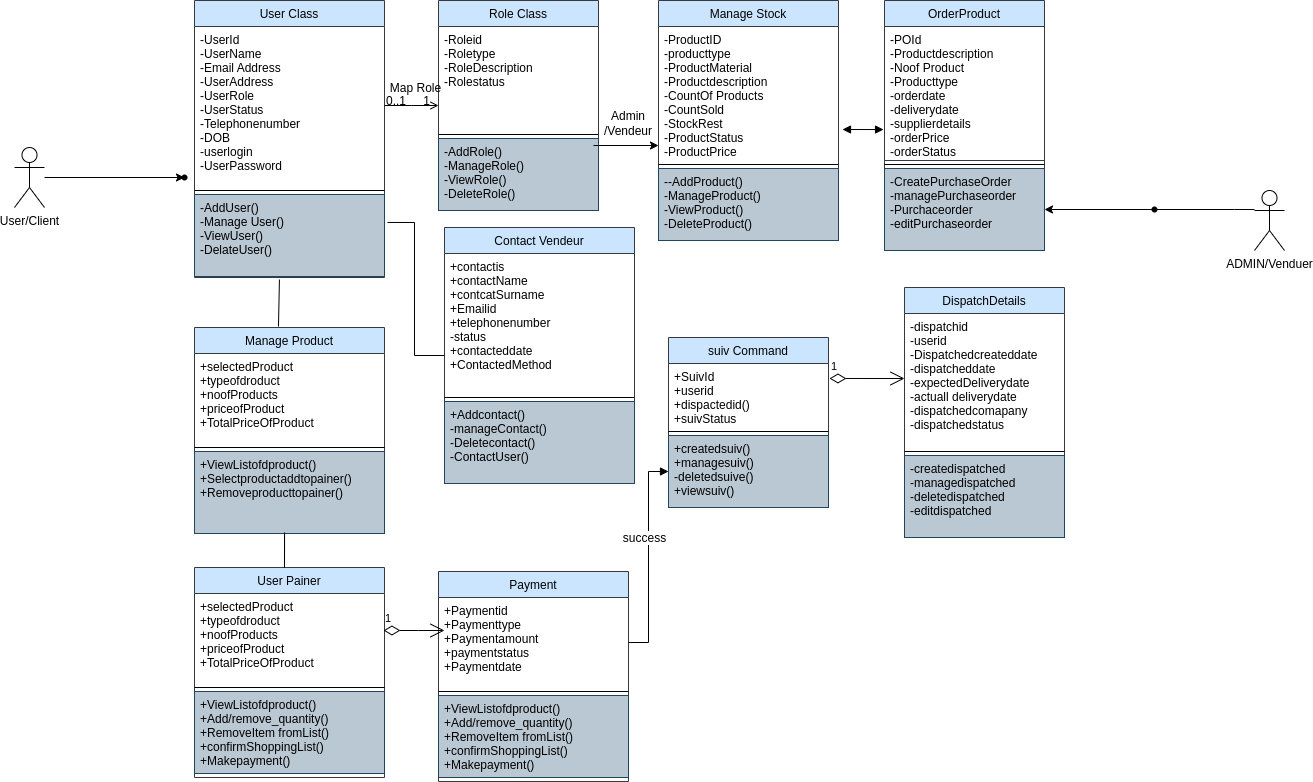 User Class
-UserId
-UserName
-Email Address
-UserAddress
-UserRole
-UserStatus
-Telephonenumber
-DOB
-userlogin
-UserPassword
-AddUser()
-Manage User()
-ViewUser()
-DelateUser()
Map Role
0..1
1
Role Class
-Roleid
-Roletype
-RoleDescription
-Rolestatus
-AddRole()
-ManageRole()
-ViewRole()
-DeleteRole()
Admin
/Vendeur
Manage Stock
-ProductID
-producttype
-ProductMaterial
-Productdescription
-CountOf Products
-CountSold
-StockRest
-ProductStatus
-ProductPrice
--AddProduct()
-ManageProduct()
-ViewProduct()
-DeleteProduct()
OrderProduct
-POId
-Productdescription
-Noof Product
-Producttype
-orderdate
-deliverydate
-supplierdetails
-orderPrice
-orderStatus
-CreatePurchaseOrder
-managePurchaseorder
-Purchaceorder
-editPurchaseorder
User/Client
ADMIN/Venduer
Contact Vendeur
+contactis
+contactName
+contcatSurname
+Emailid
+telephonenumber
-status
+contacteddate
+ContactedMethod
+Addcontact()
-manageContact()
-Deletecontact()
-ContactUser()
Manage Product
+selectedProduct
+typeofdroduct
+noofProducts
+priceofProduct
+TotalPriceOfProduct
+ViewListofdproduct()
+Selectproductaddtopainer()
+Removeproducttopainer()
suiv Command
+SuivId
+userid
+dispactedid()
+suivStatus
+createdsuiv()
+managesuiv()
-deletedsuive()
+viewsuiv()
1
DispatchDetails
-dispatchid
-userid
-Dispatchedcreateddate
-dispatcheddate
-expectedDeliverydate
-actuall deliverydate
-dispatchedcomapany
-dispatchedstatus
-createdispatched
-managedispatched
-deletedispatched
-editdispatched
success
User Painer
+selectedProduct
+typeofdroduct
+noofProducts
+priceofProduct
+TotalPriceOfProduct
+ViewListofdproduct()
+Add/remove_quantity()
+RemoveItem fromList()
+confirmShoppingList()
+Makepayment()
1
Payment
+Paymentid
+Paymenttype
+Paymentamount
+paymentstatus
+Paymentdate
+ViewListofdproduct()
+Add/remove_quantity()
+RemoveItem fromList()
+confirmShoppingList()
+Makepayment()